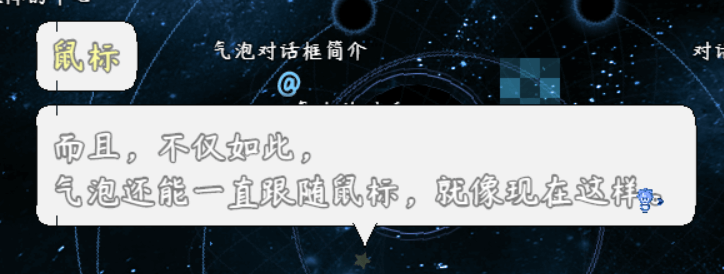 鼠标
气泡对话框简介
@
而且，不仅如此，
气泡还能一直跟随鼠标，就像现在这样。